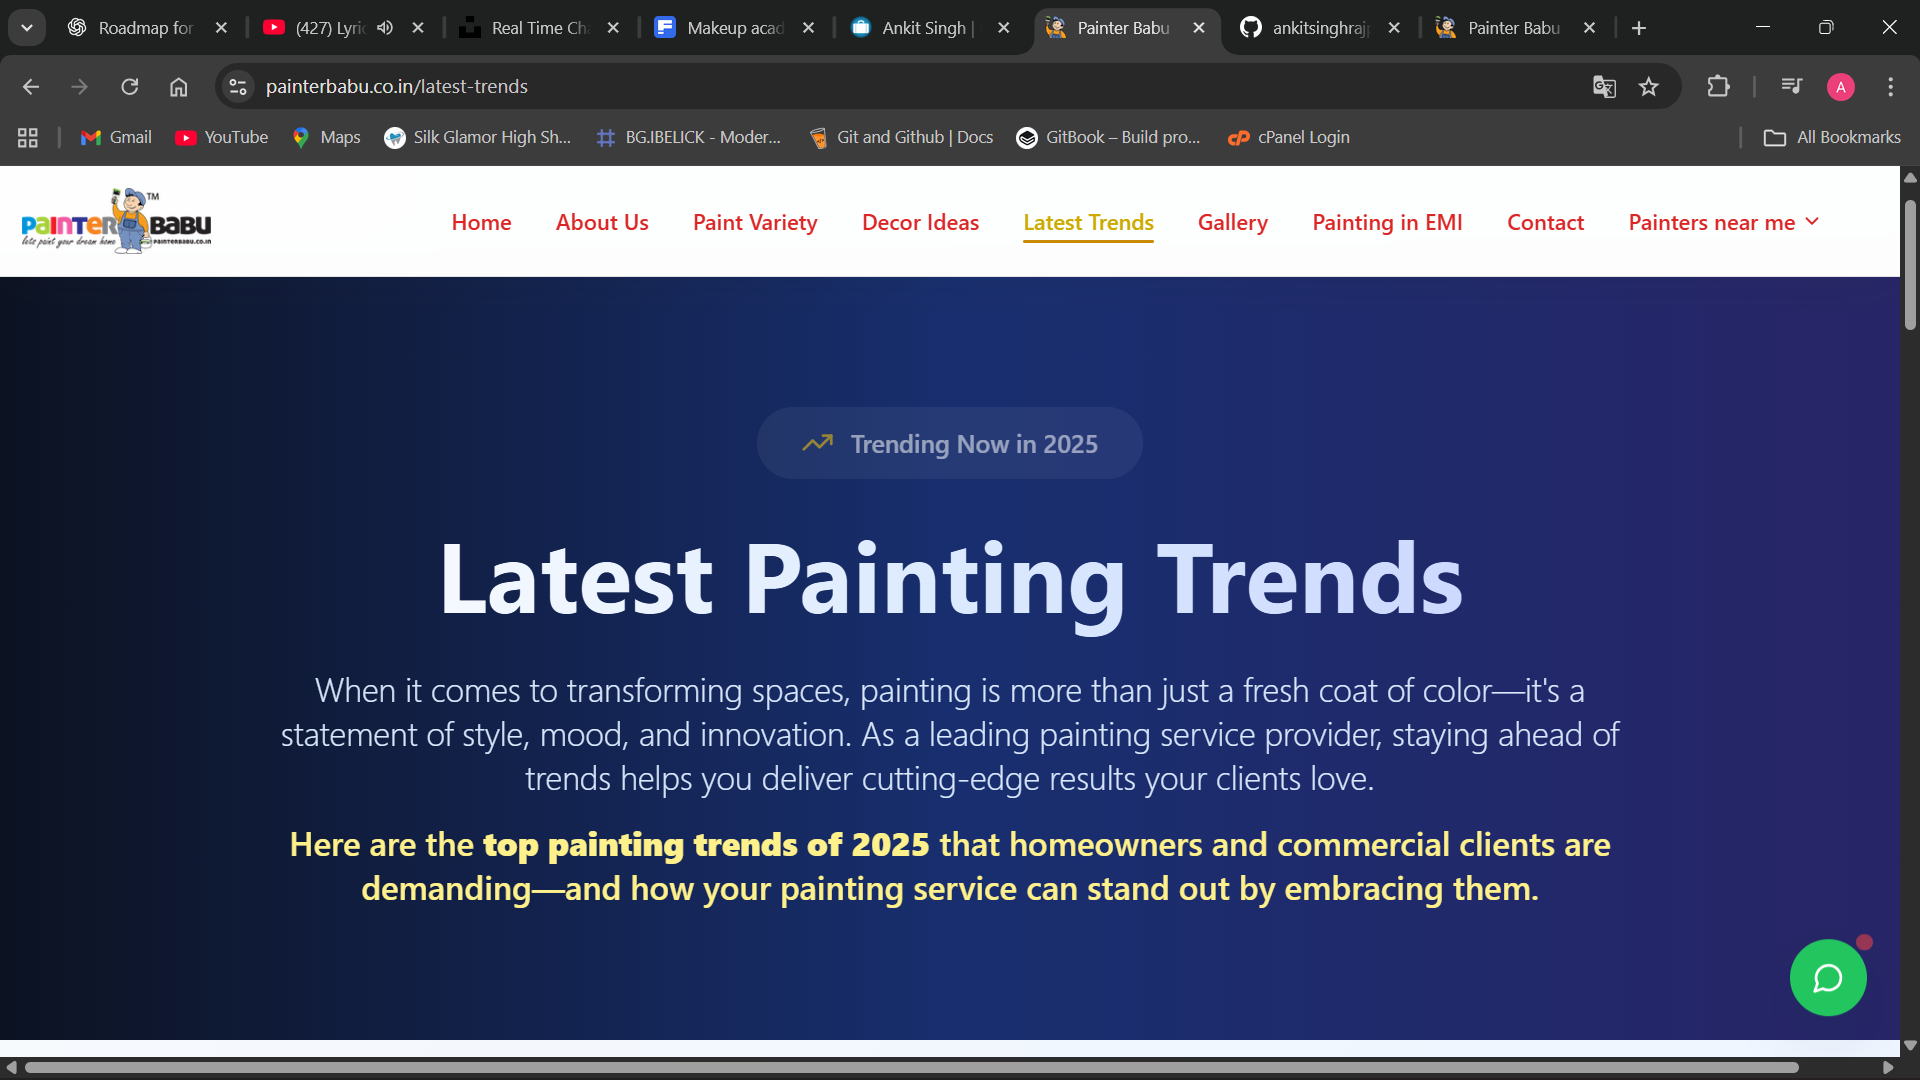 Roadmap for
(427) Lyric
Real Time Ch
Makeup acad
Ankit Singh |
Painter Babu
ankitsinghraj
Painter Babu
painterbabu.co.in/latest-trends
A
Gmail
YouTube
Maps
Silk Glamor High Sh...
BG.IBELICK - Moder...
Git and Github | Docs
GitBook – Build pro...
cPanel Login
All Bookmarks
PAINTER BABU TM
lets paint your dream home PAINTERBABU.CO.IN
Home
About Us
Paint Variety
Decor Ideas
Latest Trends
Gallery
Painting in EMI
Contact
Painters near me
Trending Now in 2025
Latest Painting Trends
When it comes to transforming spaces, painting is more than just a fresh coat of color—it's a
statement of style, mood, and innovation. As a leading painting service provider, staying ahead of
trends helps you deliver cutting-edge results your clients love.
Here are the top painting trends of 2025 that homeowners and commercial clients are
demanding—and how your painting service can stand out by embracing them.